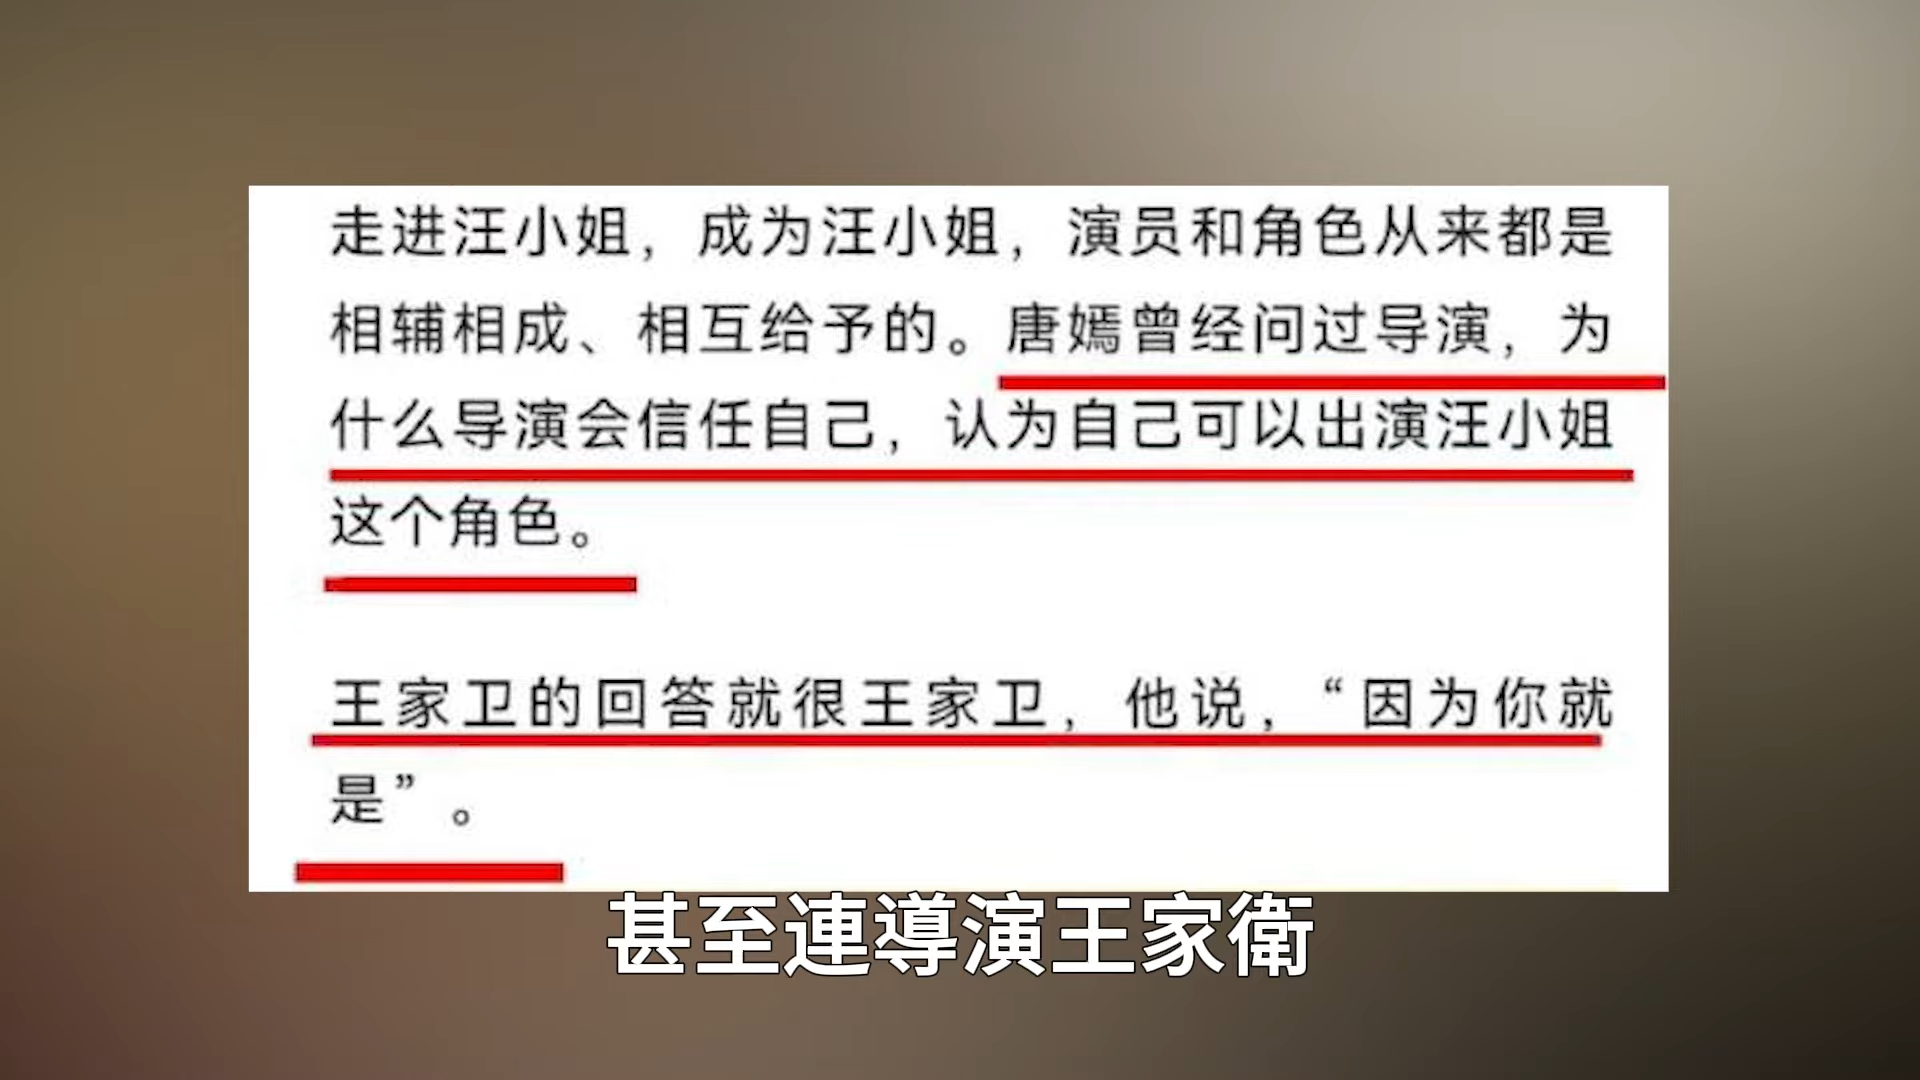 走进汪小姐，成为汪小姐，演员和角色从来都是
相辅相成、相互给予的。唐嫣曾经问过导演，为
什么导演会信任自己，认为自己可以出演汪小姐
这个角色。
王家卫的回答就很王家卫，他说，“因为你就
是”。
甚至連導演王家衛